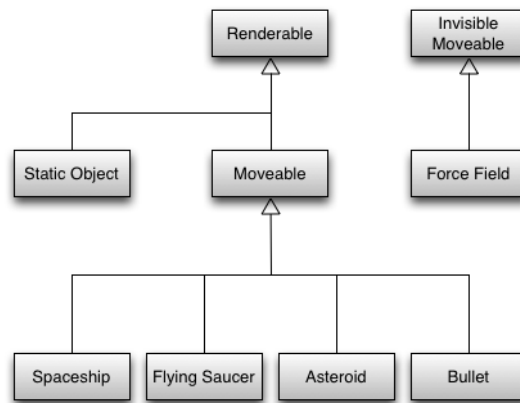 Renderable
Invisible
Moveable
Static Object
Moveable
Force Field
Spaceship
Flying Saucer
Asteroid
Bullet